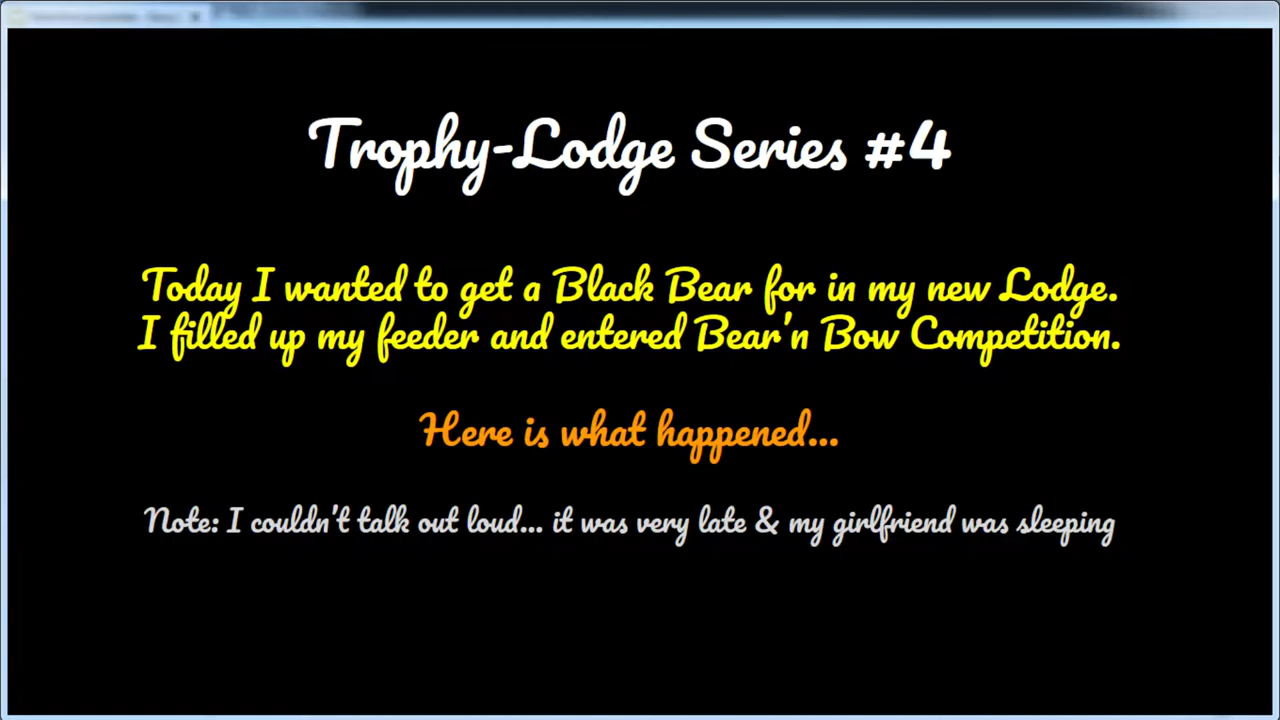 Trophy-Lodge Series #4
Today I wanted to get a Black Bear for in my new Lodge.
I filled up my feeder and entered Bear'n Bow Competition.
Here is what happened...
Note: I couldn't talk out loud... it was very late & my girlfriend was sleeping